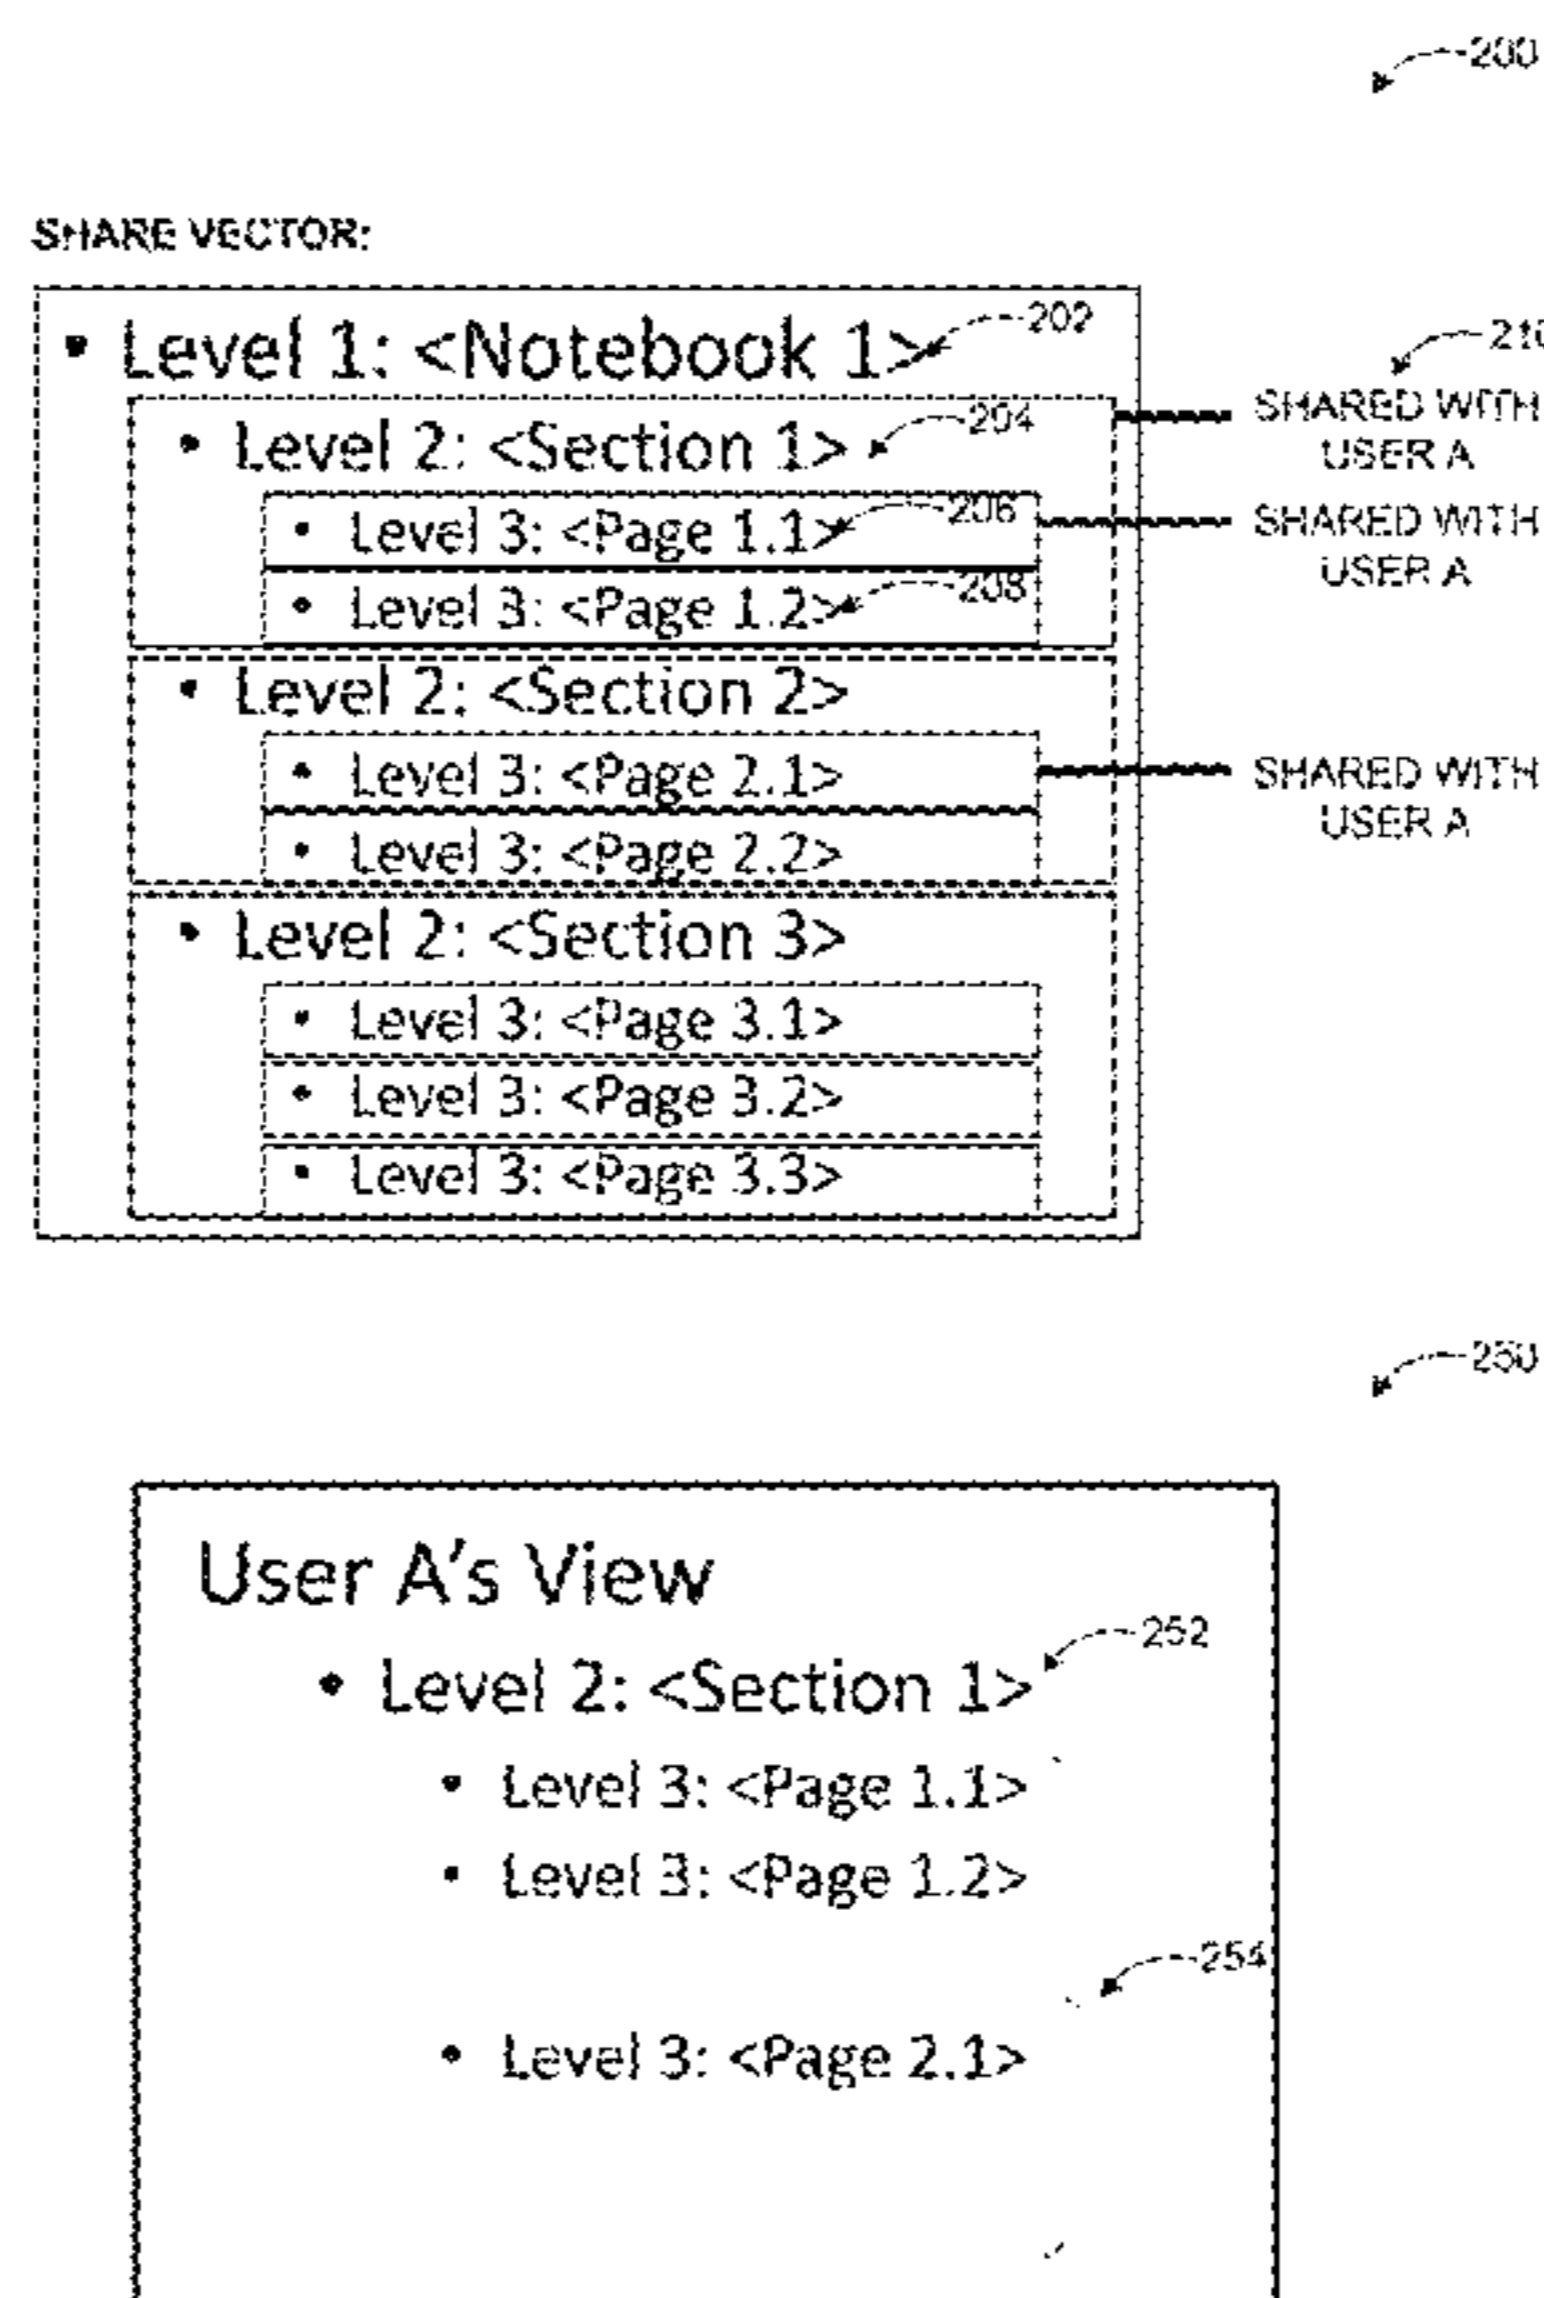 200
SHARE VECTOR:
• Level 1: <Notebook 1>
202
210
SHARED WITH
USER A
• Level 2: <Section 1>
204
• Level 3: <Page 1.1>
206
SHARED WITH
USER A
• Level 3: <Page 1.2>
208
• Level 2: <Section 2>
• Level 3: <Page 2.1>
SHARED WITH
USER A
• Level 3: <Page 2.2>
• Level 2: <Section 3>
• Level 3: <Page 3.1>
• Level 3: <Page 3.2>
• Level 3: <Page 3.3>
250
User A's View
252
• Level 2: <Section 1>
• Level 3: <Page 1.1>
• Level 3: <Page 1.2>
254
• Level 3: <Page 2.1>